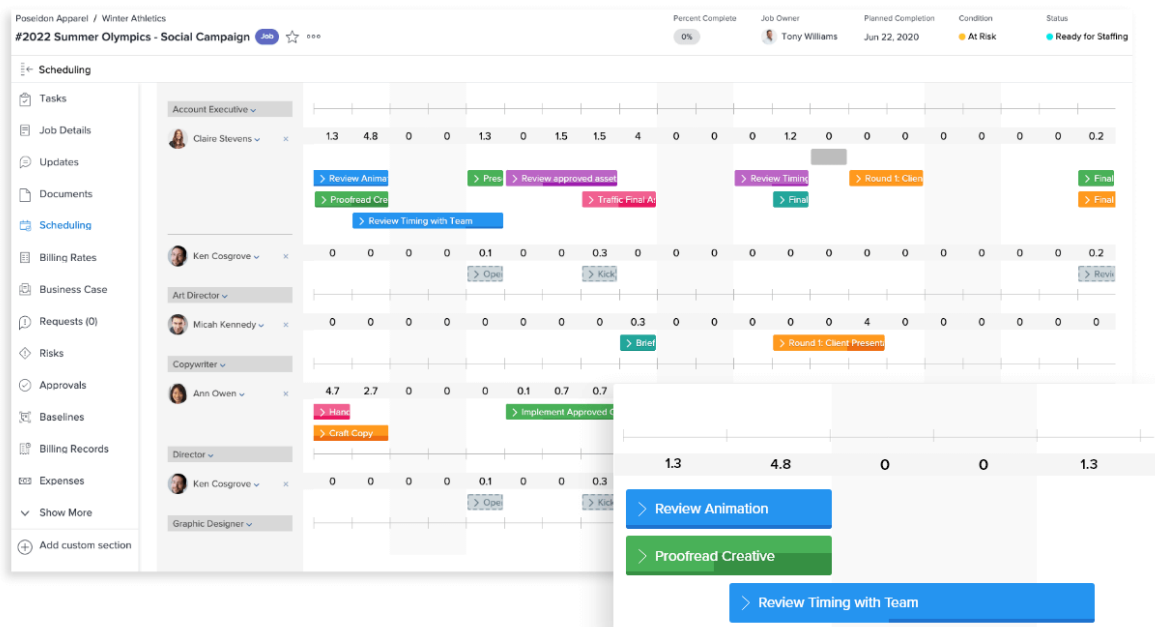 Poseidon Apparel / Winter Athletics
#2022 Summer Olympics - Social Campaign Job
Percent Complete Job Owner Planned Completion Condition Status
0% Tony Williams Jun 22, 2020 At Risk Ready for Staffing
Scheduling
Tasks
Job Details
Updates
Documents
Scheduling
Billing Rates
Business Case
Requests (0)
Risks
Approvals
Baselines
Billing Records
Expenses
Show More
Add custom section
Account Executive
Claire Stevens × 1.3 4.8 0 0 1.3 0 1.5 1.5 4 0 0 0 1.2 0 0 0 0 0 0 0 0.2
Review Animat Pres Review approved asset Review Timing Round 1: Client Final
Proofread Cre Traffic Final As Final Final
Review Timing with Team
Ken Cosgrove × 0 0 0 0 0.1 0 0 0.3 0 0 0 0 0 0 0 0 0 0 0 0 0.2
Ope Kick Revi
Art Director
Micah Kennedy × 0 0 0 0 0 0 0 0 0.3 0 0 0 0 0 4 0 0 0 0 0 0
Brief Round 1: Client Presenta
Copywriter
Ann Owen × 4.7 2.7 0 0 0 0.1 0.7 0.7
Hand Implement Approved C
Craft Copy
Director
Ken Cosgrove × 0 0 0 0 0.1 0 0 0.3
Ope Kick
Graphic Designer
1.3 4.8 0 0 1.3
Review Animation
Proofread Creative
Review Timing with Team